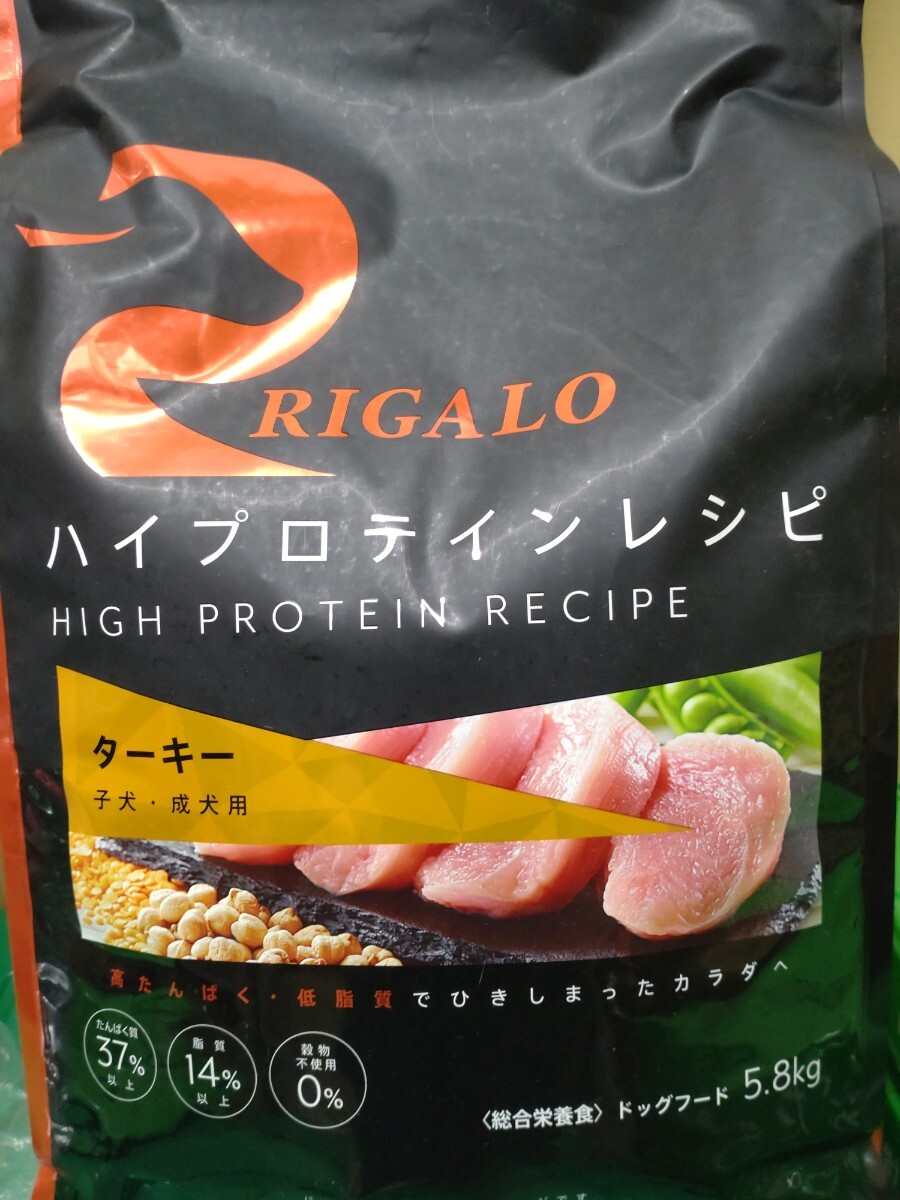 RIGALO
ハイプロテインレシピ
HIGH PROTEIN RECIPE
ターキー
子犬・成犬用
高たんぱく・低脂質でひきしまったカラダへ
たんぱく質
37%
以上
脂質
14%
以上
穀物
不使用
0%
〈総合栄養食〉ドッグフード 5.8kg